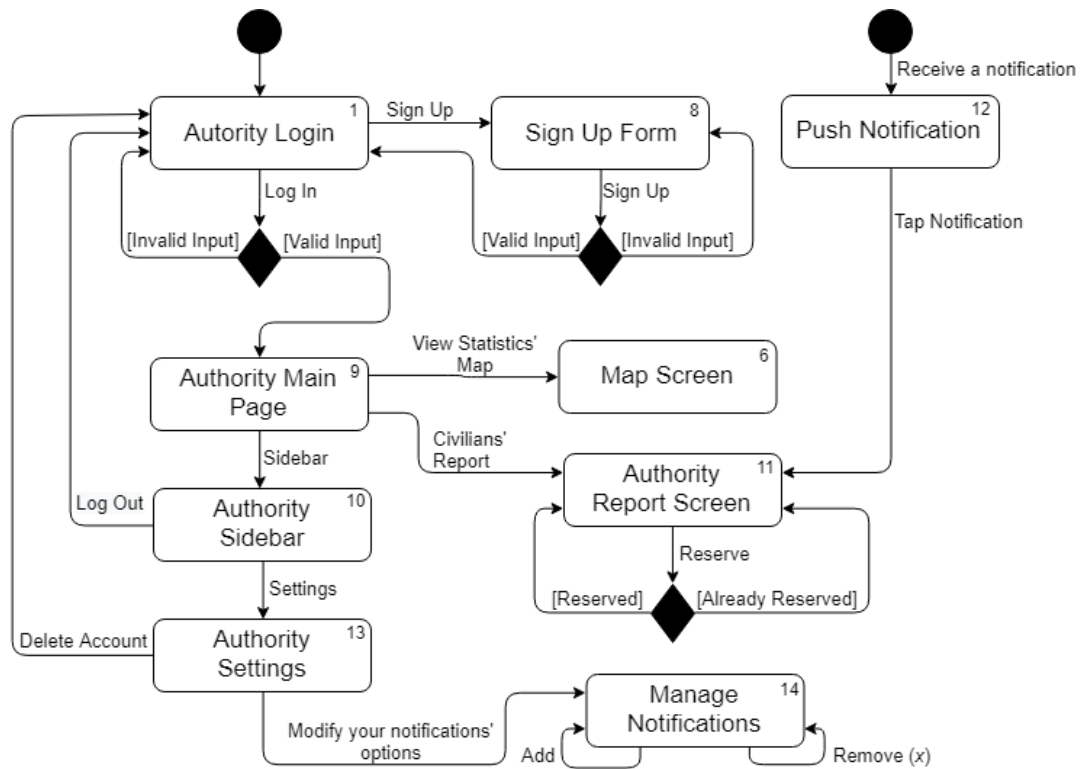 Receive a notification
1
Autority Login
Sign Up
8
Sign Up Form
12
Push Notification
Log In
Sign Up
Tap Notification
[Invalid Input]
[Valid Input]
[Valid Input]
[Invalid Input]
View Statistics'
Map
9
Authority Main
Page
6
Map Screen
Civilians'
Report
Sidebar
11
Authority
Report Screen
Log Out
10
Authority
Sidebar
Reserve
Settings
[Reserved]
[Already Reserved]
Delete Account
13
Authority
Settings
14
Manage
Notifications
Modify your notifications'
options
Add
Remove (x)